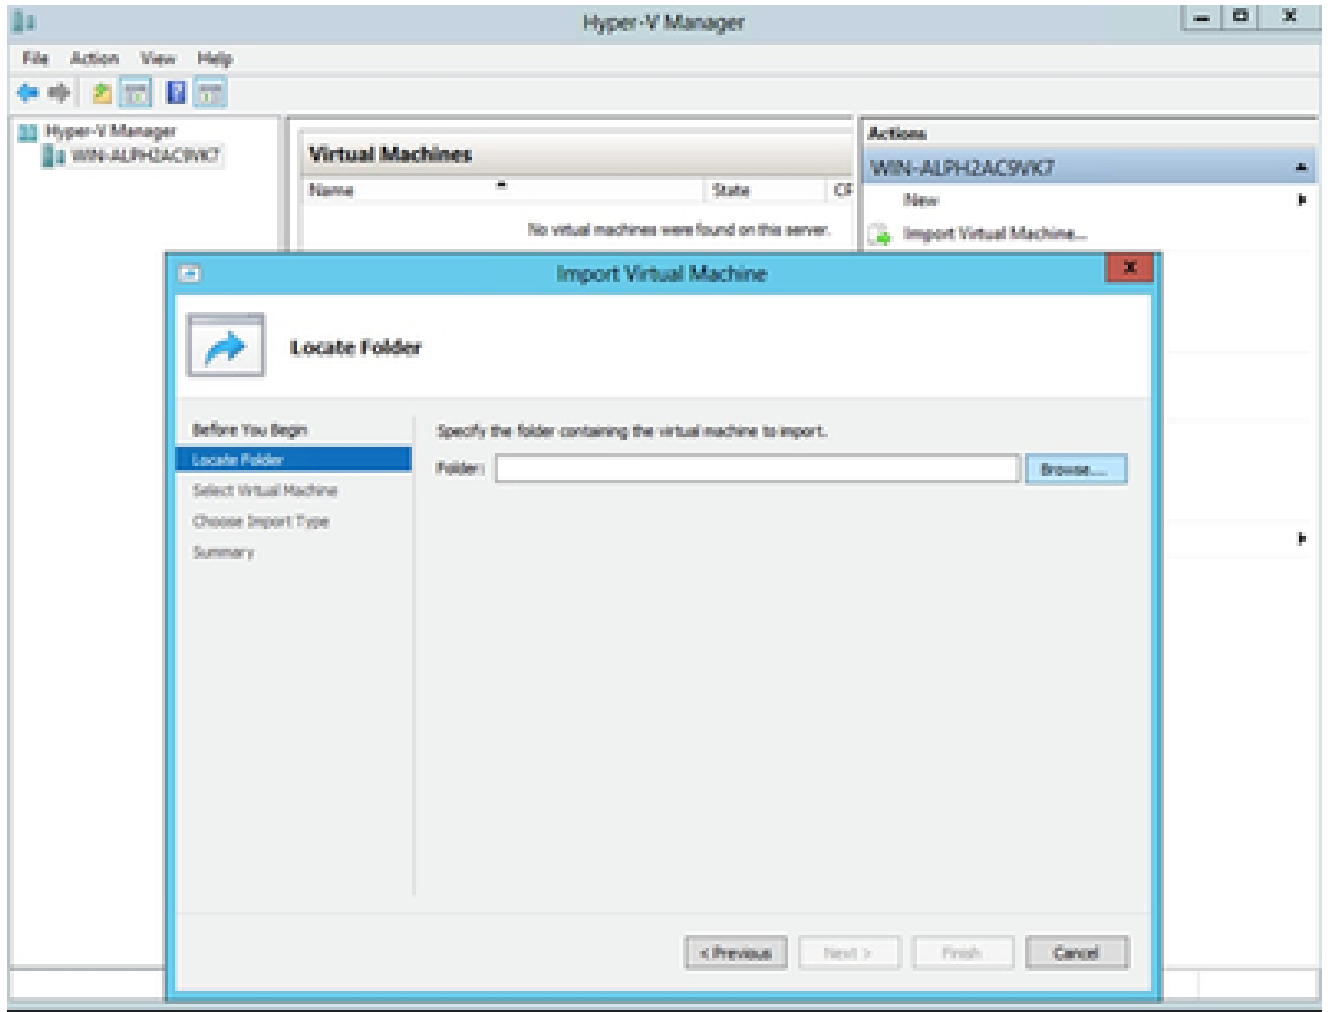 Hyper-V Manager
File Action View Help
Hyper-V Manager
WIN-ALPH2AC9VK7
Virtual Machines
Name State CP
No virtual machines were found on this server.
Actions
WIN-ALPH2AC9VK7
New
Import Virtual Machine...
Import Virtual Machine
Locate Folder
Before You Begin
Locate Folder
Select Virtual Machine
Choose Import Type
Summary
Specify the folder containing the virtual machine to import.
Folder: Browse...
< Previous Next > Finish Cancel